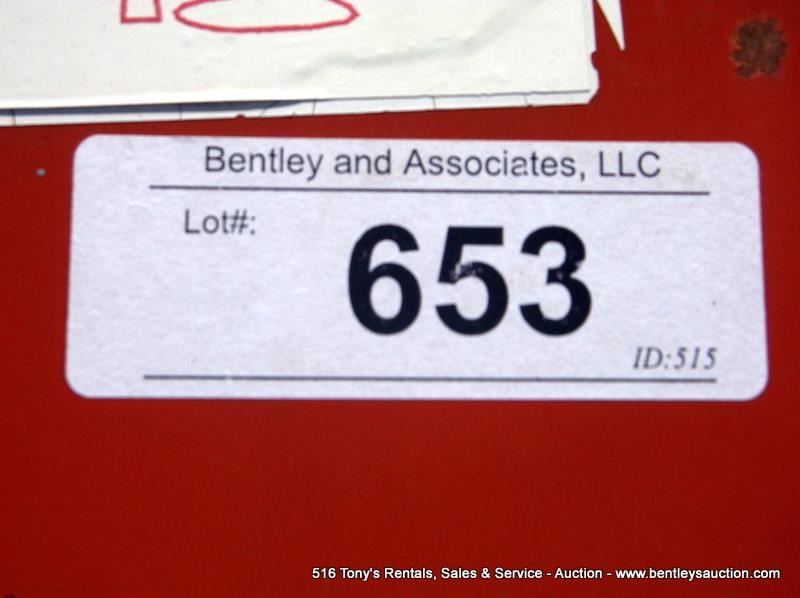 Bentley and Associates, LLC
Lot#:
653
ID:515
516 Tony's Rentals, Sales & Service - Auction - www.bentleysauction.com